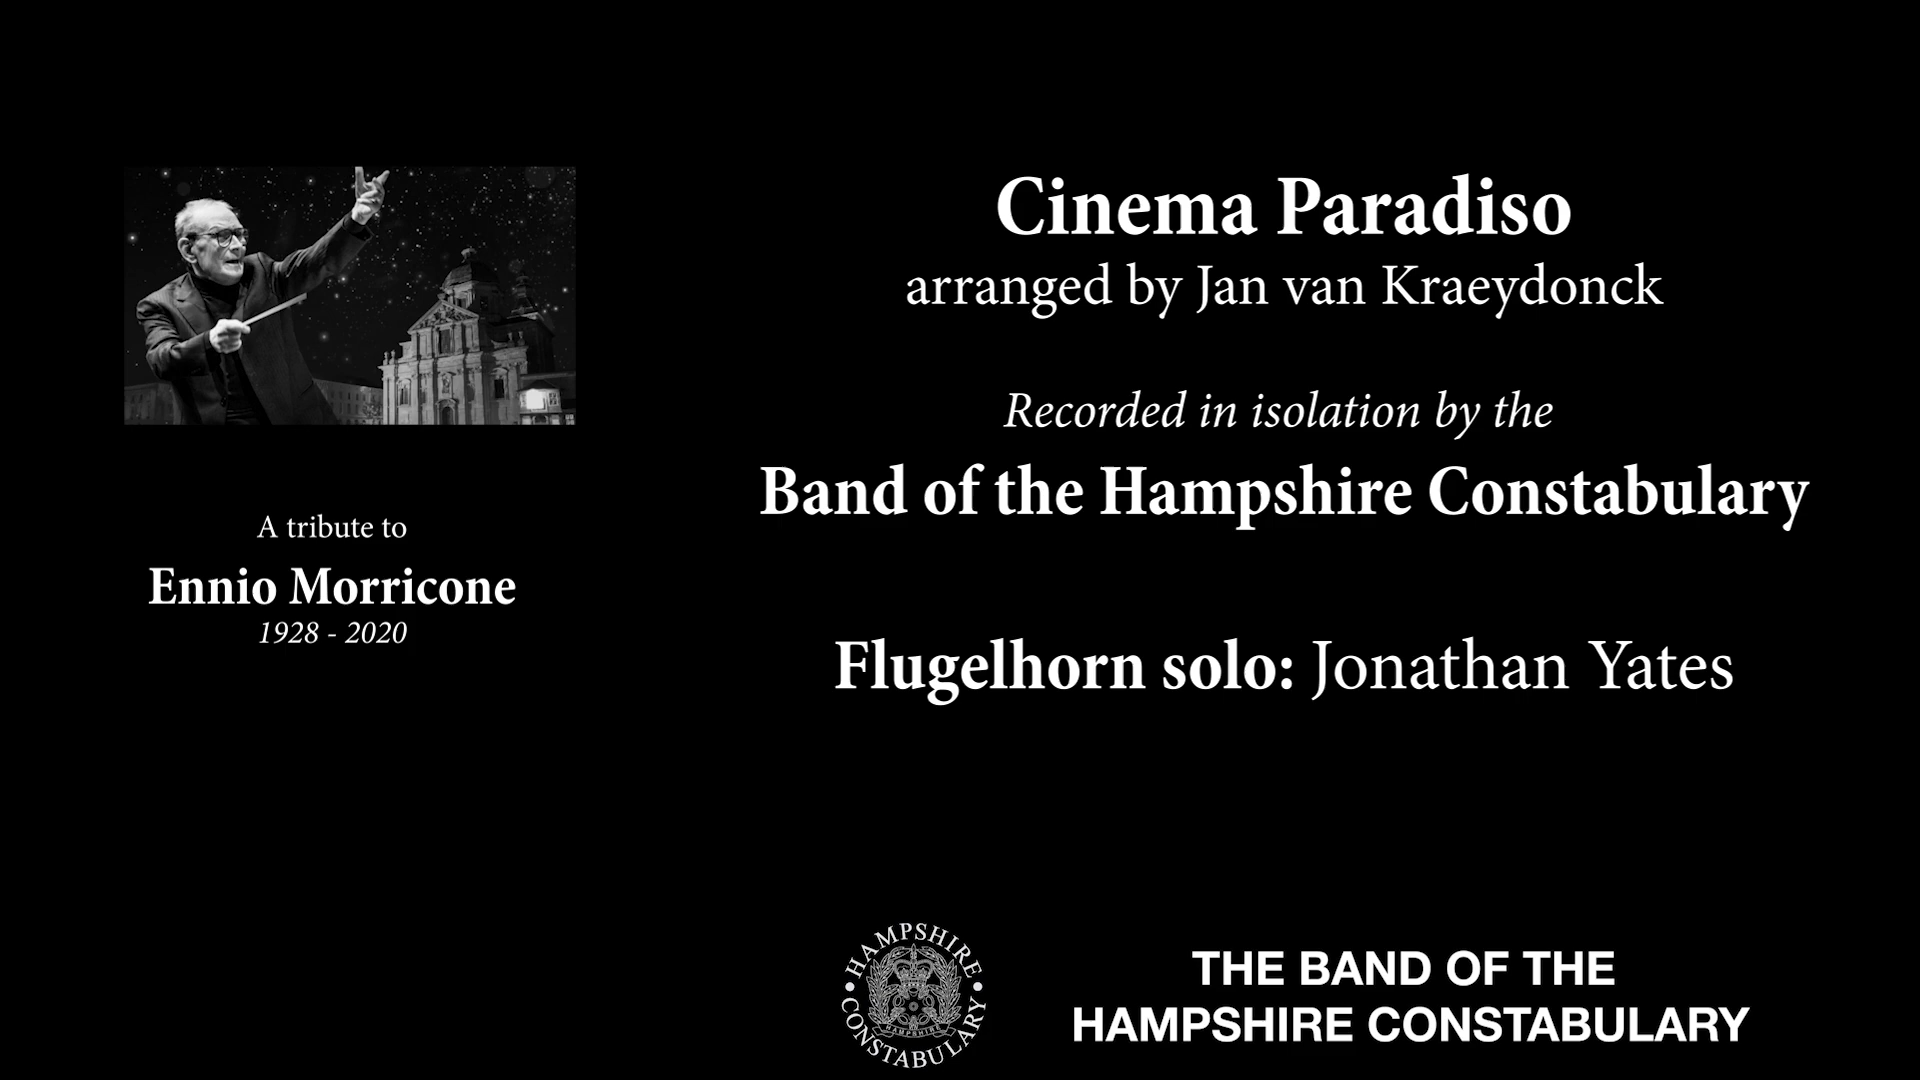 A tribute to
Ennio Morricone
1928 - 2020
Cinema Paradiso
arranged by Jan van Kraeydonck
Recorded in isolation by the
Band of the Hampshire Constabulary
Flugelhorn solo: Jonathan Yates
HAMPSHIRE
CONSTABULARY
HAMPSHIRE
THE BAND OF THE
HAMPSHIRE CONSTABULARY